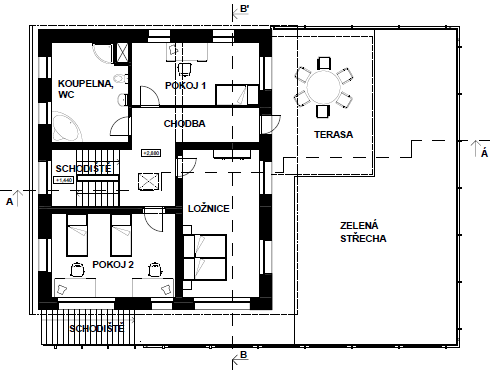 B'
KOUPELNA,
WC
POKOJ 1
CHODBA
TERASA
+2,880
SCHODIŠTĚ
+1,440
A
Á
LOŽNICE
ZELENÁ
STŘECHA
POKOJ 2
SCHODIŠTĚ
B